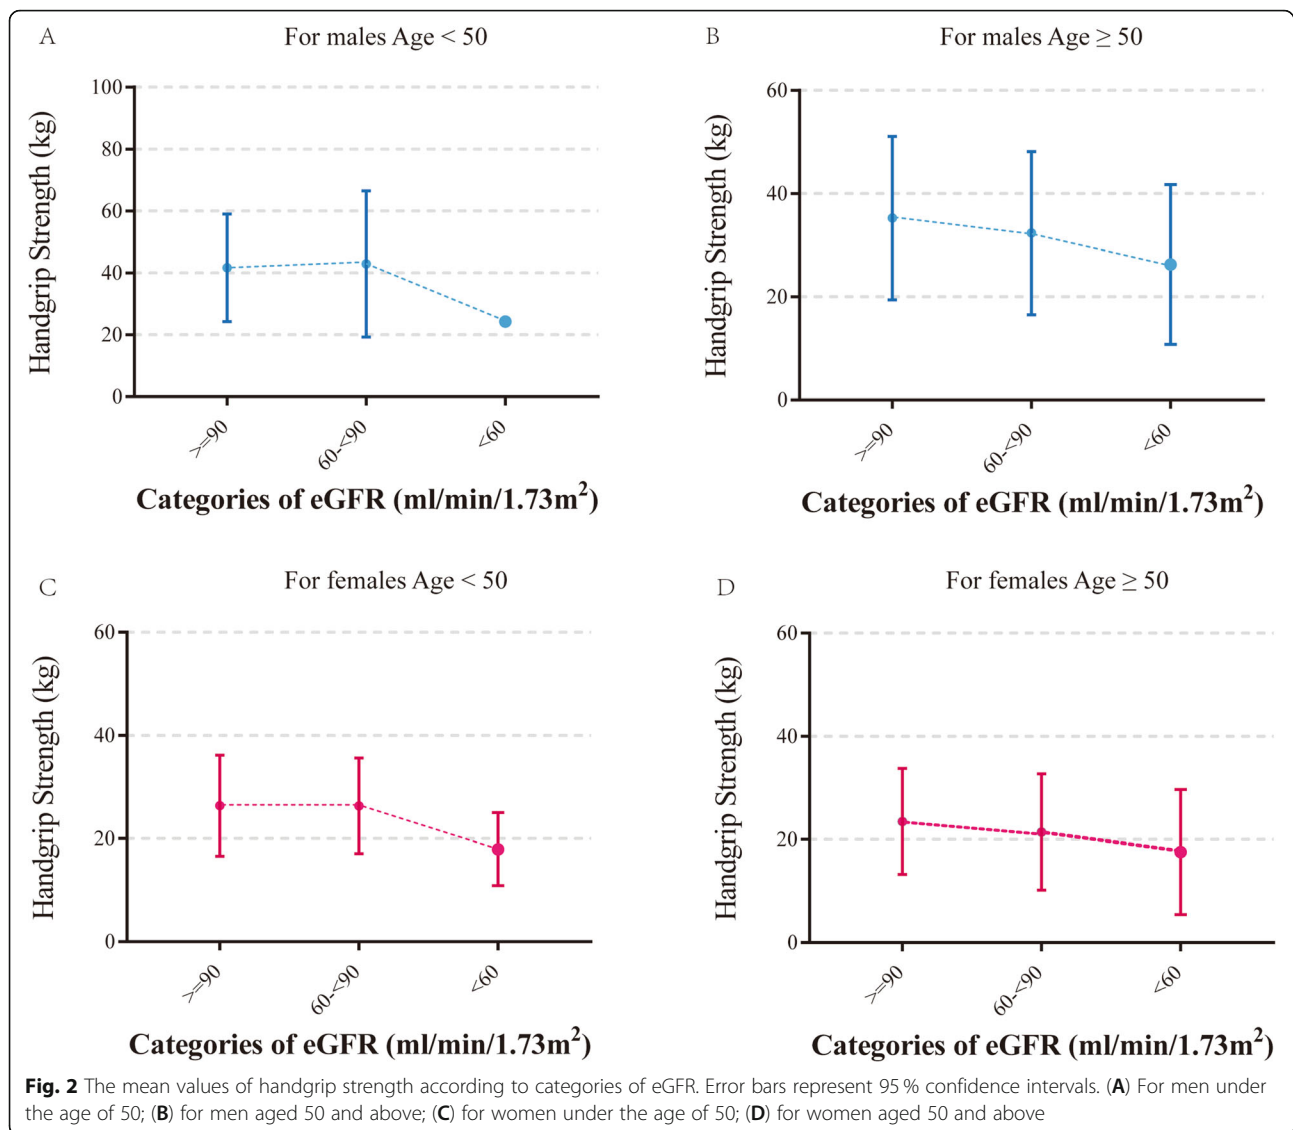 A
For males Age < 50
Handgrip Strength (kg)
100
80
60
40
20
0
>=90
60-<90
<60
Categories of eGFR (ml/min/1.73m²)
B
For males Age ≥ 50
Handgrip Strength (kg)
60
40
20
0
>=90
60-<90
<60
Categories of eGFR (ml/min/1.73m²)
C
For females Age < 50
Handgrip Strength (kg)
60
40
20
0
>=90
60-<90
<60
Categories of eGFR (ml/min/1.73m²)
D
For females Age ≥ 50
Handgrip Strength (kg)
60
40
20
0
>=90
60-<90
<60
Categories of eGFR (ml/min/1.73m²)
Fig. 2 The mean values of handgrip strength according to categories of eGFR. Error bars represent 95 % confidence intervals. (A) For men under
the age of 50; (B) for men aged 50 and above; (C) for women under the age of 50; (D) for women aged 50 and above